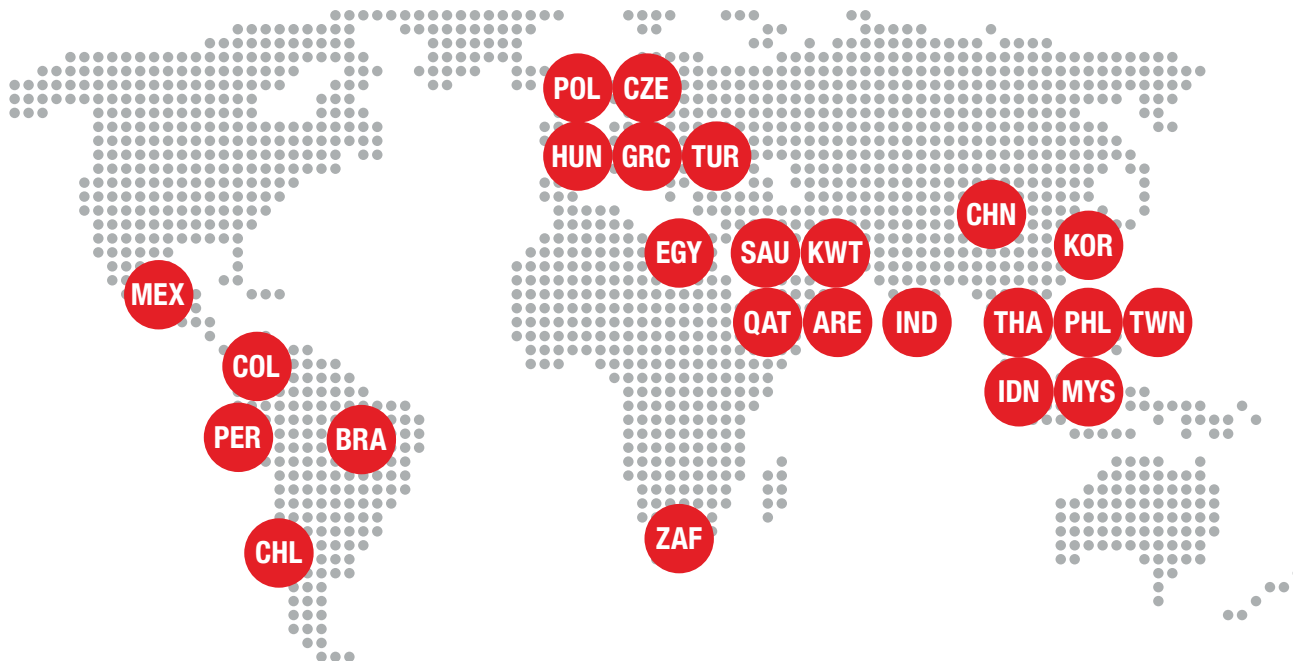 POL CZE
HUN GRC TUR
CHN
KOR
EGY SAU KWT
MEX
QAT ARE IND THA PHL TWN
COL
IDN MYS
PER BRA
ZAF
CHL